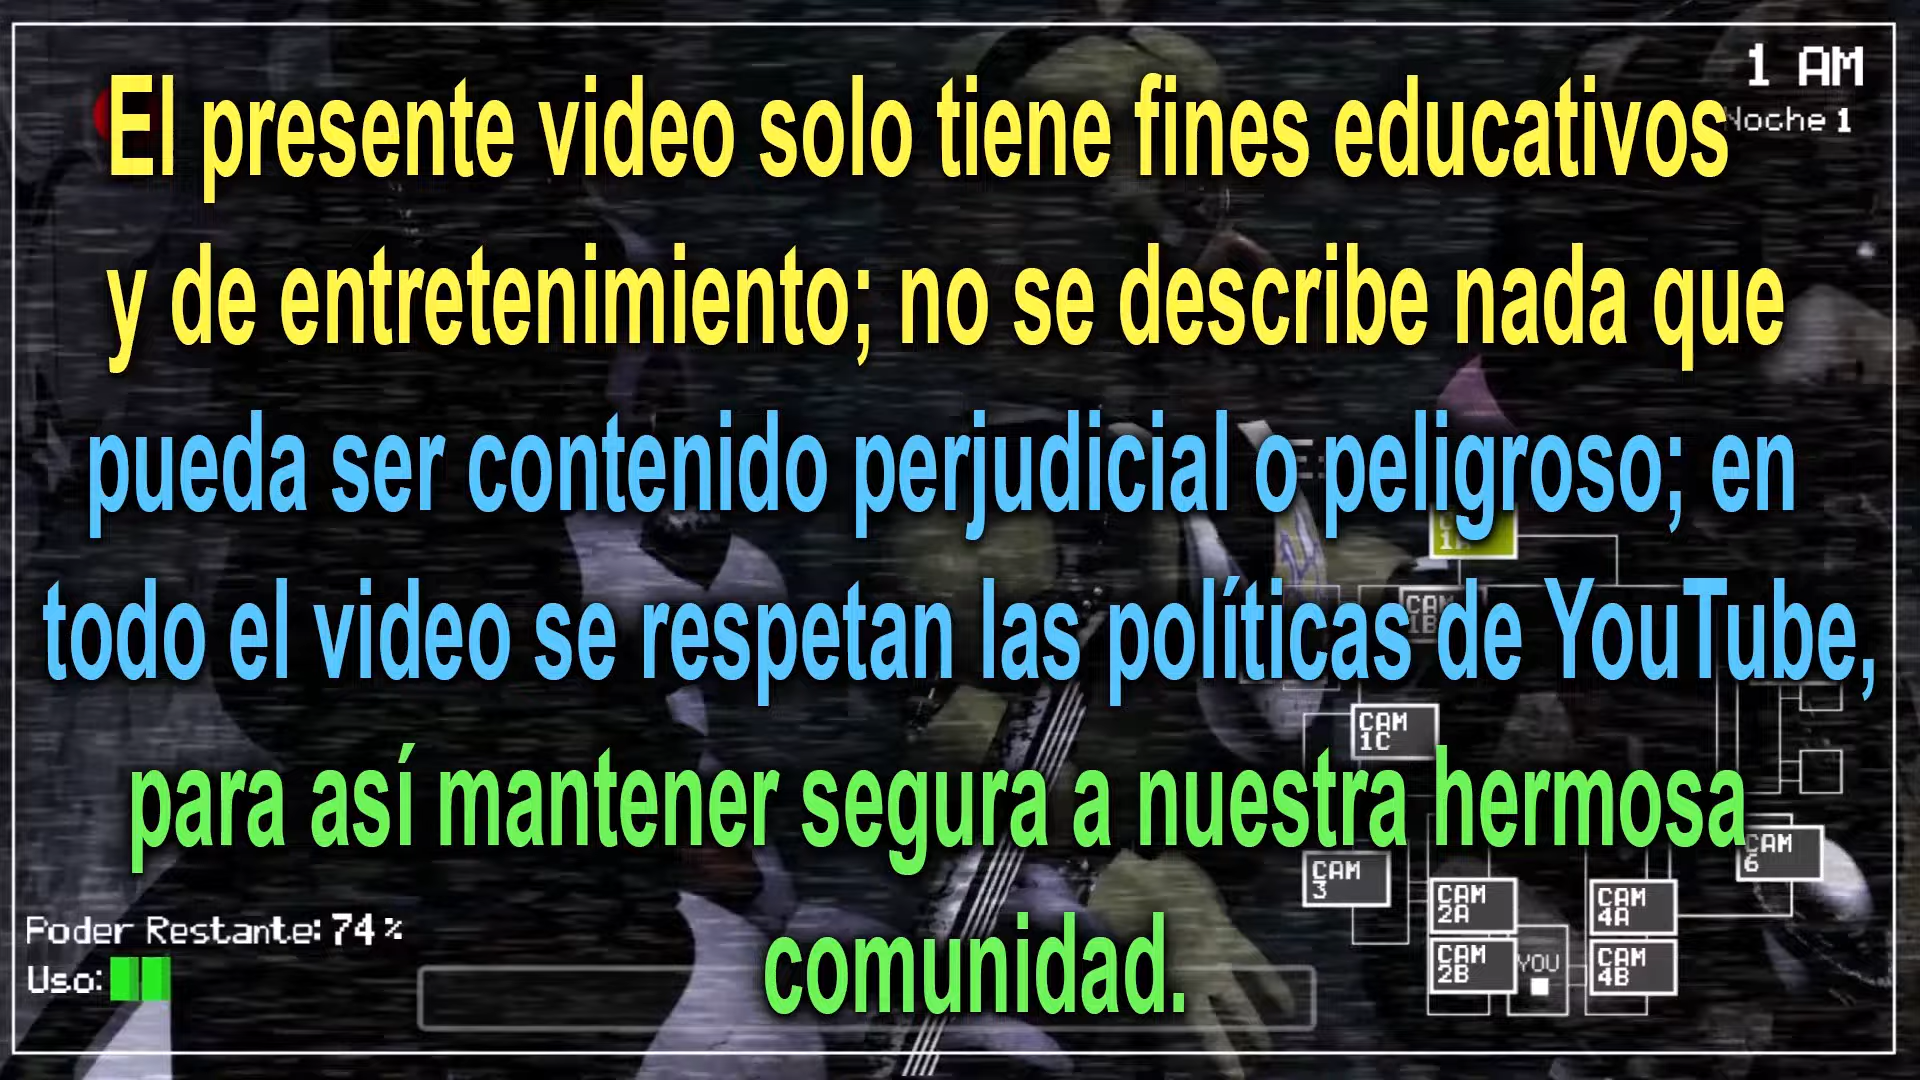 1 AM
Noche 1
El presente video solo tiene fines educativos
y de entretenimiento; no se describe nada que
pueda ser contenido perjudicial o peligroso; en
todo el video se respetan las políticas de YouTube,
para así mantener segura a nuestra hermosa
comunidad.
1A
CAM
1B
CAM
1C
CAM
3
CAM
6
CAM
2A
CAM
4A
CAM
2B
YOU
CAM
4B
Poder Restante: 74 %
Uso: